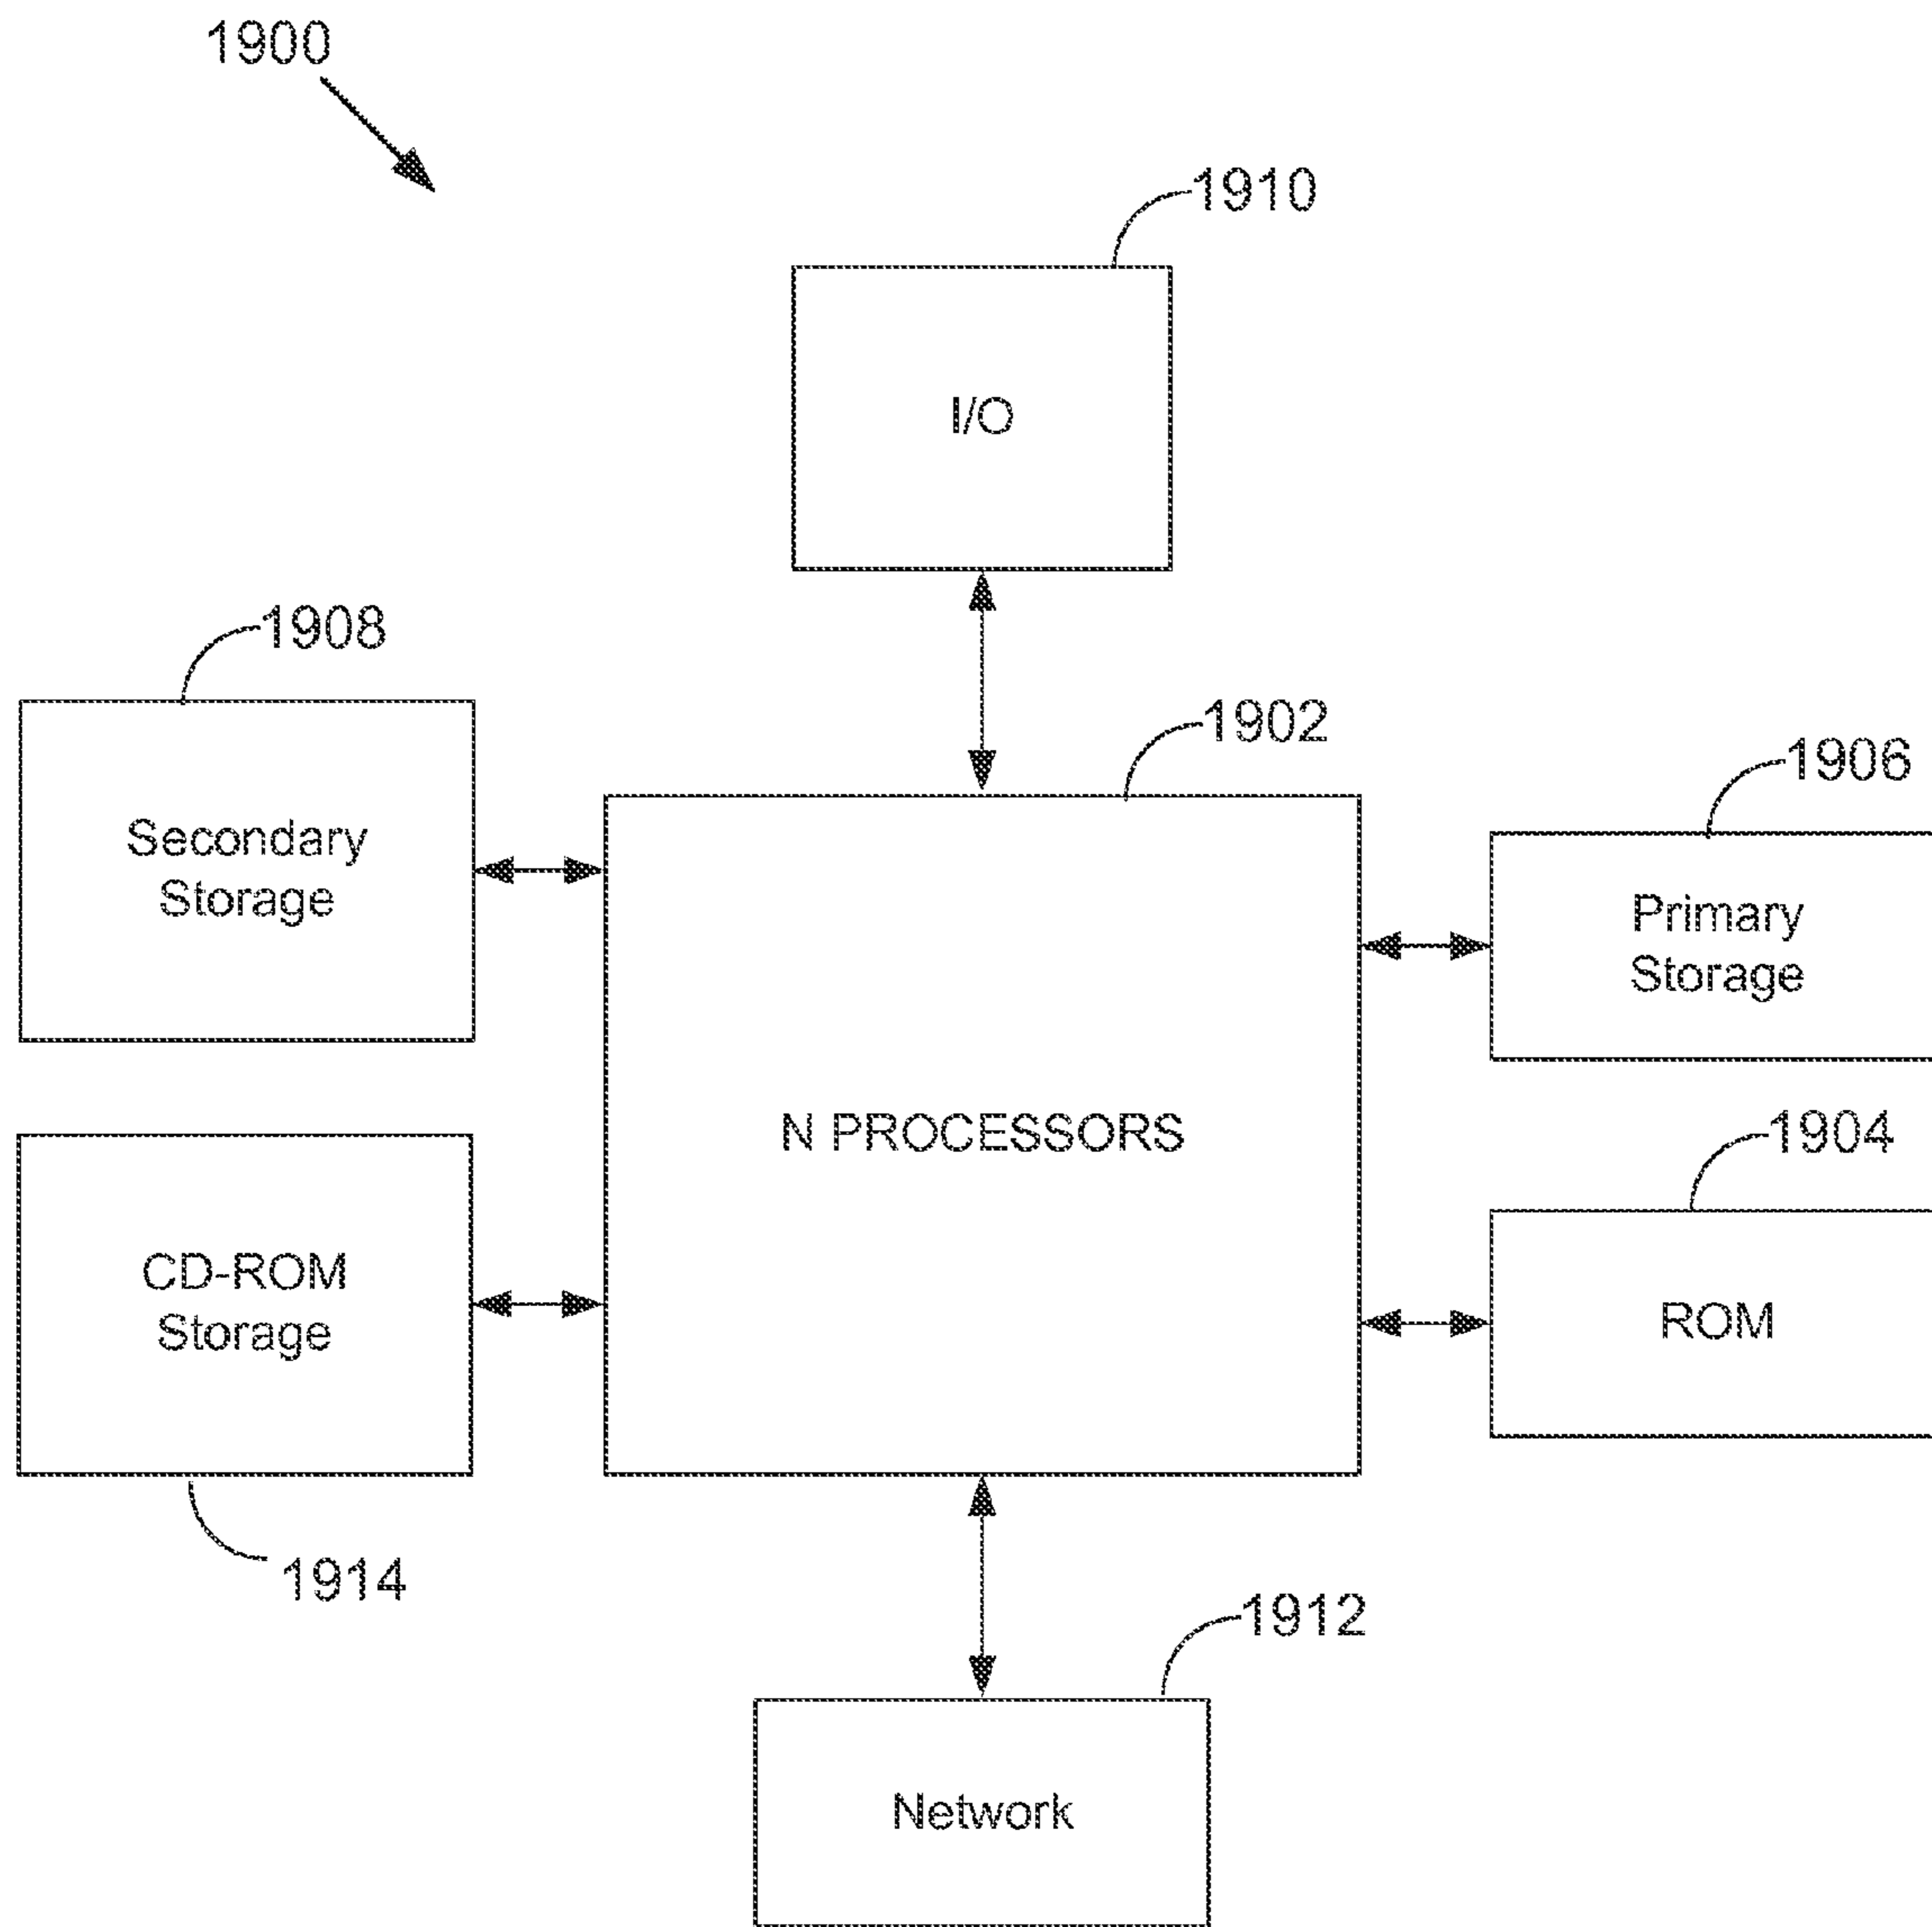 1900
1910
I/O
1908
1902
1906
Secondary
Storage
Primary
Storage
N PROCESSORS
1904
CD-ROM
Storage
ROM
1914
1912
Network